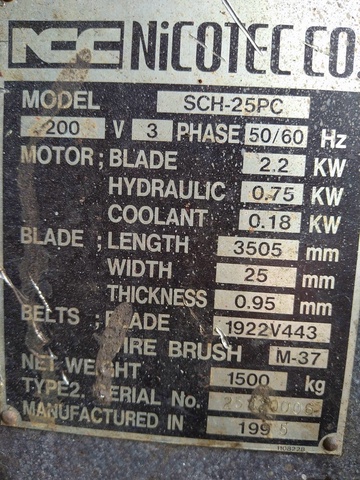 NCC NiCOTEC CO
MODEL SCH-25PC
200 V 3 PHASE 50/60 Hz
MOTOR ; BLADE 2.2 KW
HYDRAULIC 0.75 KW
COOLANT 0.18 KW
BLADE ; LENGTH 3505 mm
WIDTH 25 mm
THICKNESS 0.95 mm
BELTS ; BLADE 1922V443
WIRE BRUSH M-37
NET WEIGHT 1500 kg
TYPE2. SERIAL No.
MANUFACTURED IN 1995